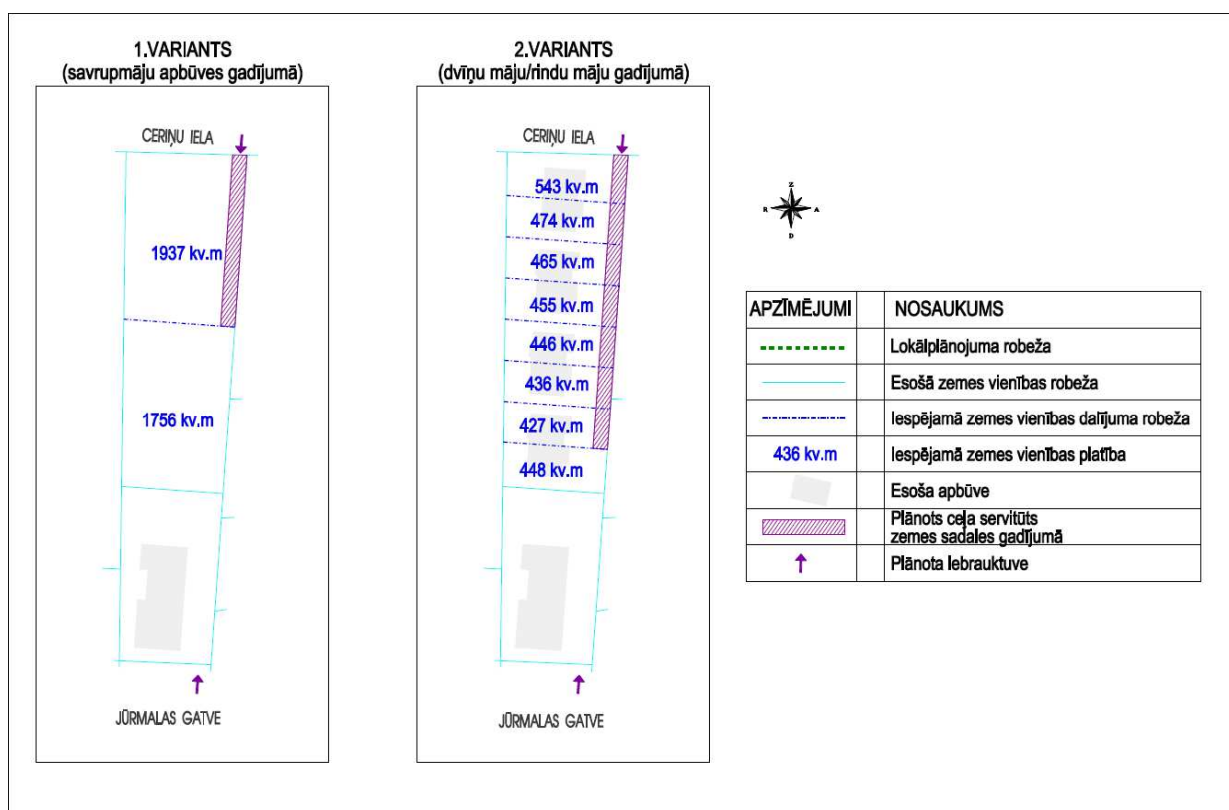 1.VARIANTS
(savrupmāju apbūves gadījumā)
CERIŅU IELA
1937 kv.m
1756 kv.m
JŪRMALAS GATVE
2.VARIANTS
(dvīņu māju/rindu māju gadījumā)
CERIŅU IELA
543 kv.m
474 kv.m
465 kv.m
455 kv.m
446 kv.m
436 kv.m
427 kv.m
448 kv.m
JŪRMALAS GATVE
Z
R A
D
APZĪMĒJUMI NOSAUKUMS
Lokālplānojuma robeža
Esošā zemes vienības robeža
Iespējamā zemes vienības dalījuma robeža
436 kv.m Iespējamā zemes vienības platība
Esoša apbūve
Plānots ceļa servitūts
zemes sadales gadījumā
Plānota Iebrauktuve